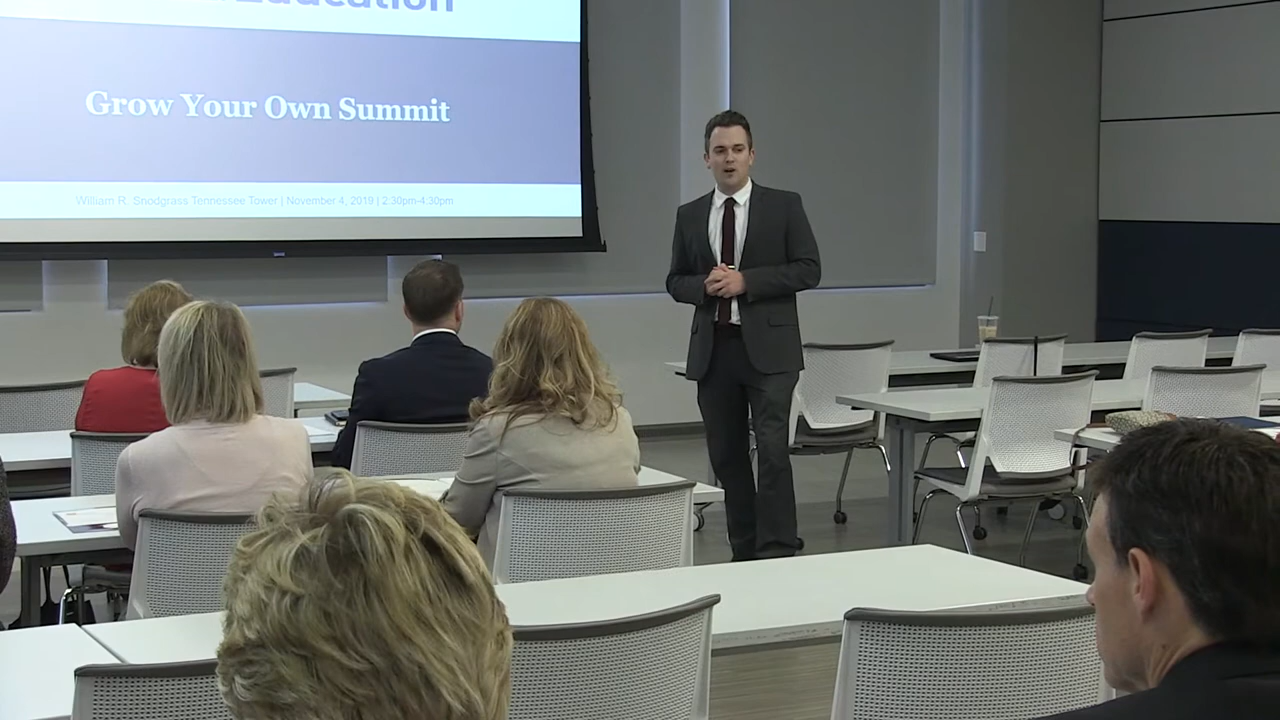 Education
Grow Your Own Summit
William R. Snodgrass Tennessee Tower | November 4, 2019 | 2:30pm-4:30pm